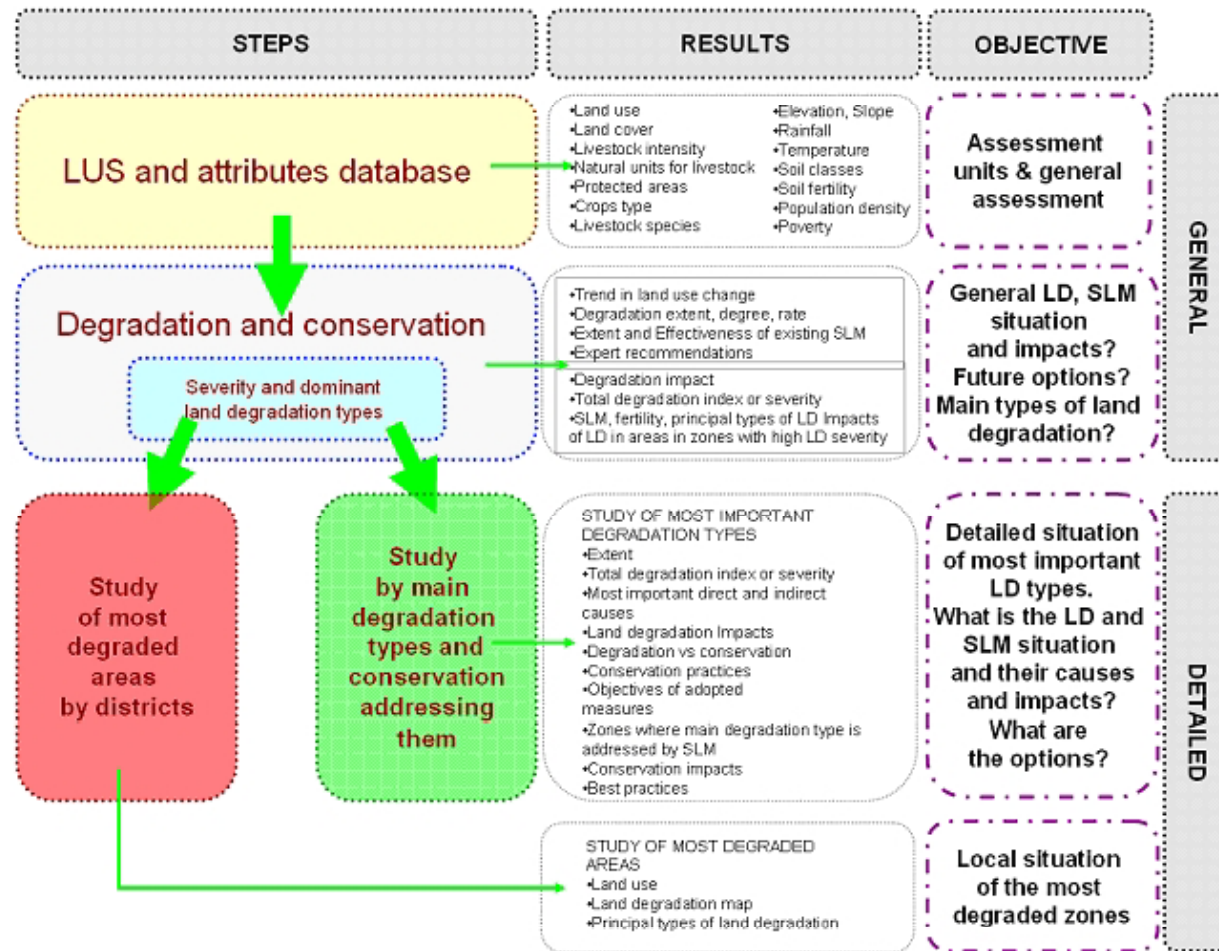 STEPS
RESULTS
OBJECTIVE
LUS and attributes database
•Land use
•Land cover
•Livestock intensity
•Natural units for livestock
•Protected areas
•Crops type
•Livestock species
•Elevation, Slope
•Rainfall
•Temperature
•Soil classes
•Soil fertility
•Population density
•Poverty
Assessment
units & general
assessment
GENERAL
Degradation and conservation
Severity and dominant
land degradation types
•Trend in land use change
•Degradation extent, degree, rate
•Extent and Effectiveness of existing SLM
•Expert recommendations
•Degradation impact
•Total degradation index or severity
•SLM, fertility, principal types of LD Impacts
of LD in areas in zones with high LD severity
General LD, SLM
situation
and impacts?
Future options?
Main types of land
degradation?
Study
of most
degraded
areas
by districts
Study
by main
degradation
types and
conservation
addressing
them
STUDY OF MOST IMPORTANT
DEGRADATION TYPES
•Extent
•Total degradation index or severity
•Most important direct and indirect
causes
•Land degradation Impacts
•Degradation vs conservation
•Conservation practices
•Objectives of adopted
measures
•Zones where main degradation type is
addressed by SLM
•Conservation impacts
•Best practices
Detailed situation
of most important
LD types.
What is the LD and
SLM situation
and their causes
and impacts?
What are
the options?
DETAILED
STUDY OF MOST DEGRADED
AREAS
•Land use
•Land degradation map
•Principal types of land degradation
Local situation
of the most
degraded zones